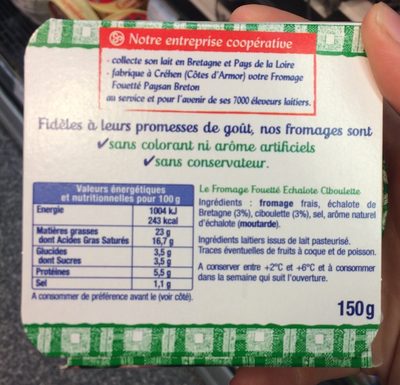 Notre entreprise coopérative
- collecte son lait en Bretagne et Pays de la Loire
- fabrique à Créhen (Côtes d'Armor) votre Fromage
Fouetté Paysan Breton
au service et pour l'avenir de ses 7000 éleveurs laitiers.
Fidèles à leurs promesses de goût, nos fromages sont
✓sans colorant ni arôme artificiels
✓sans conservateur.
Valeurs énergétiques
et nutritionnelles pour 100 g
Energie 1004 kJ
243 kcal
Matières grasses 23 g
dont Acides Gras Saturés 16,7 g
Glucides 3,5 g
dont Sucres 3,5 g
Protéines 5,5 g
Sel 1,1 g
A consommer de préférence avant le (voir côté).
Le Fromage Fouetté Echalote Ciboulette
Ingrédients : fromage frais, échalote de
Bretagne (3%), ciboulette (3%), sel, arôme naturel
d'échalote (moutarde).
Ingrédients laitiers issus de lait pasteurisé.
Traces éventuelles de fruits à coque et de poisson.
A conserver entre +2°C et +6°C et à consommer
dans la semaine qui suit l'ouverture.
150g